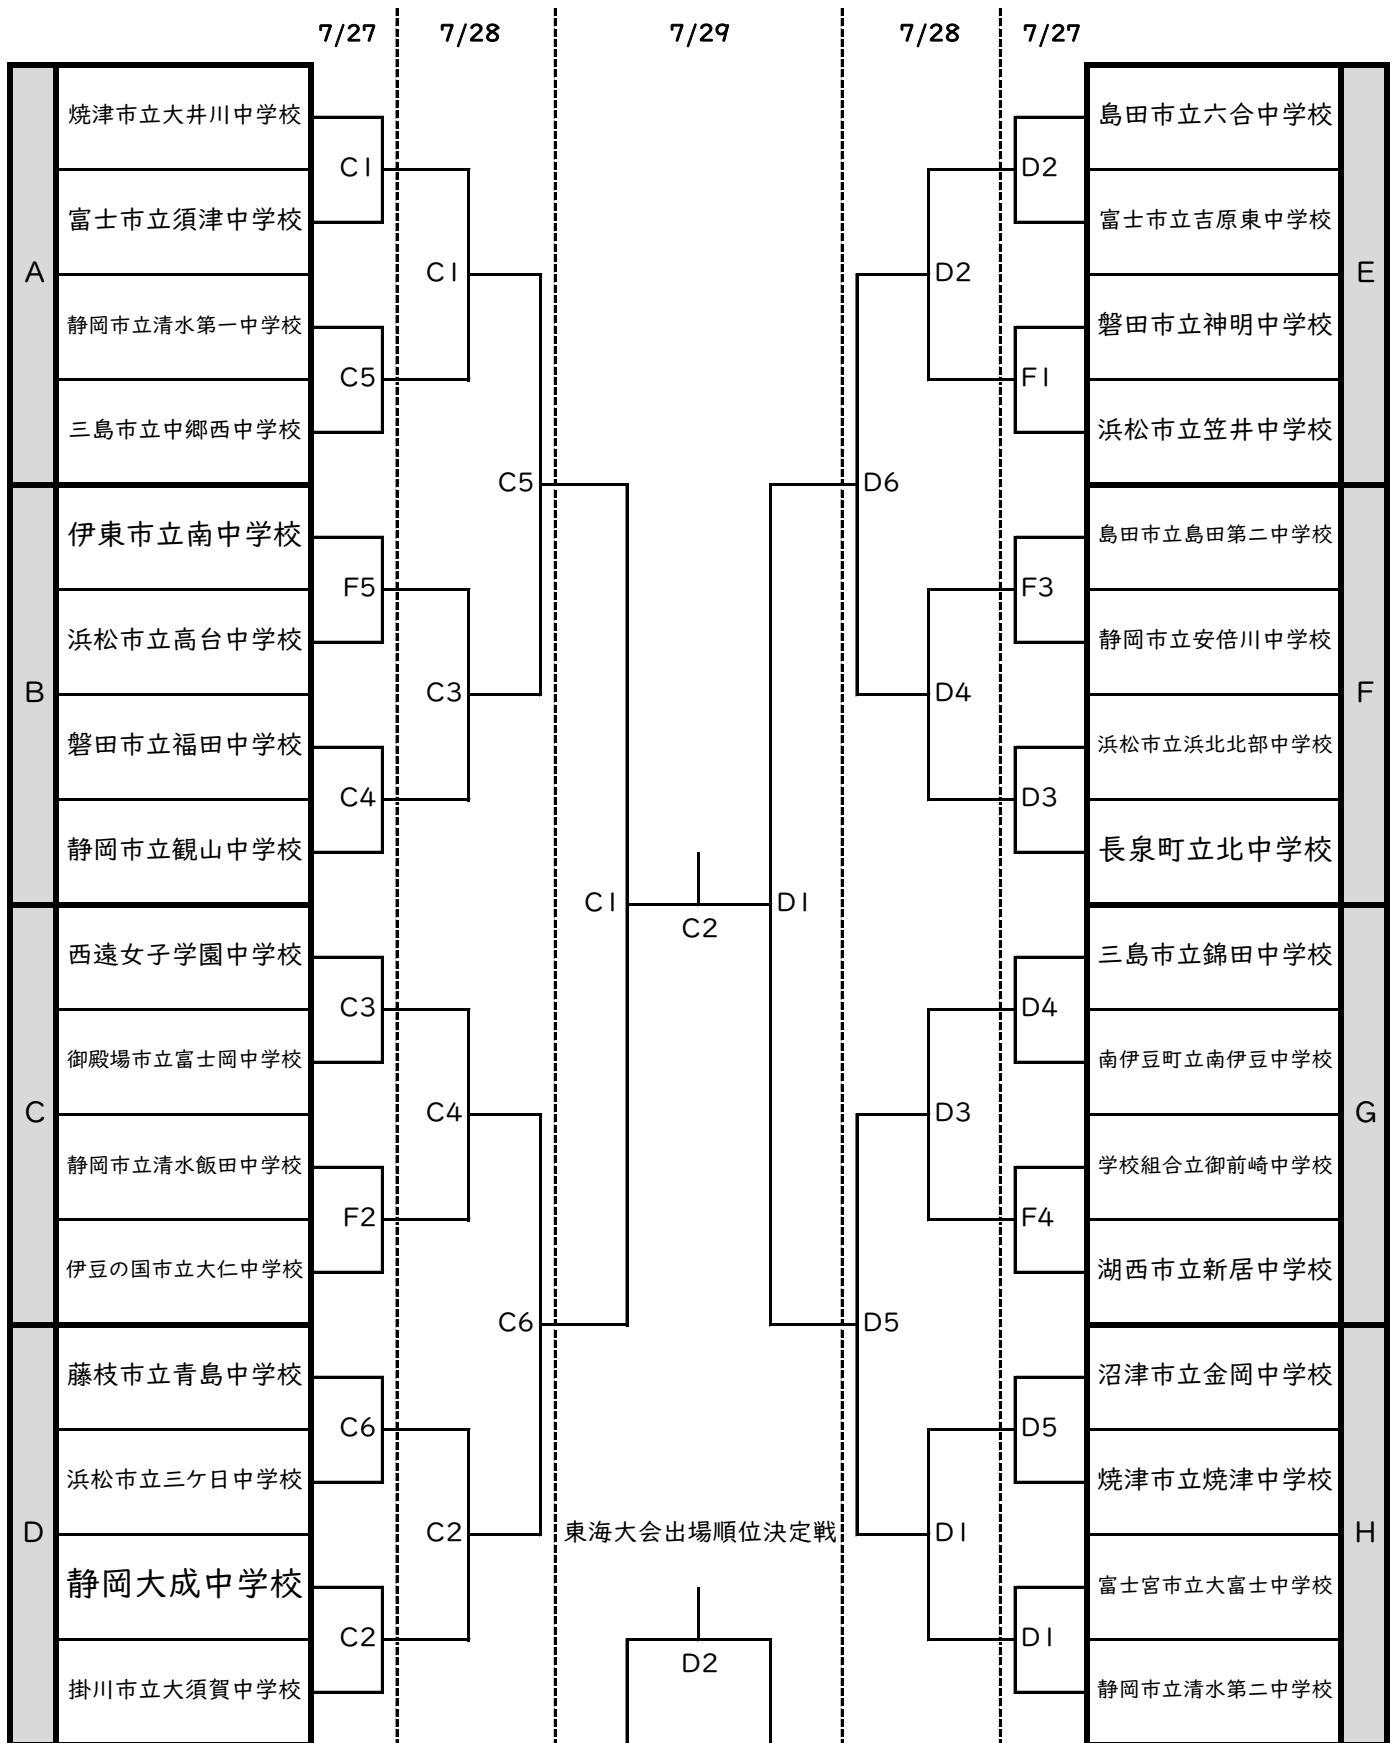 7/27 7/28 7/29 7/28 7/27
焼津市立大井川中学校 島田市立六合中学校
C1 D2
富士市立須津中学校 富士市立吉原東中学校
A C1 D2 E
静岡市立清水第一中学校 磐田市立神明中学校
C5 F1
三島市立中郷西中学校 浜松市立笠井中学校
C5 D6
伊東市立南中学校 島田市立島田第二中学校
F5 F3
浜松市立高台中学校 静岡市立安倍川中学校
B C3 D4 F
磐田市立福田中学校 浜松市立浜北北部中学校
C4 D3
静岡市立観山中学校 長泉町立北中学校
C1 D1
C2
西遠女子学園中学校 三島市立錦田中学校
C3 D4
御殿場市立富士岡中学校 南伊豆町立南伊豆中学校
C C4 D3 G
静岡市立清水飯田中学校 学校組合立御前崎中学校
F2 F4
伊豆の国市立大仁中学校 湖西市立新居中学校
C6 D5
藤枝市立青島中学校 沼津市立金岡中学校
C6 D5
浜松市立三ケ日中学校 焼津市立焼津中学校
D C2 東海大会出場順位決定戦 D1 H
静岡大成中学校 富士宮市立大富士中学校
C2 D1
D2
掛川市立大須賀中学校 静岡市立清水第二中学校